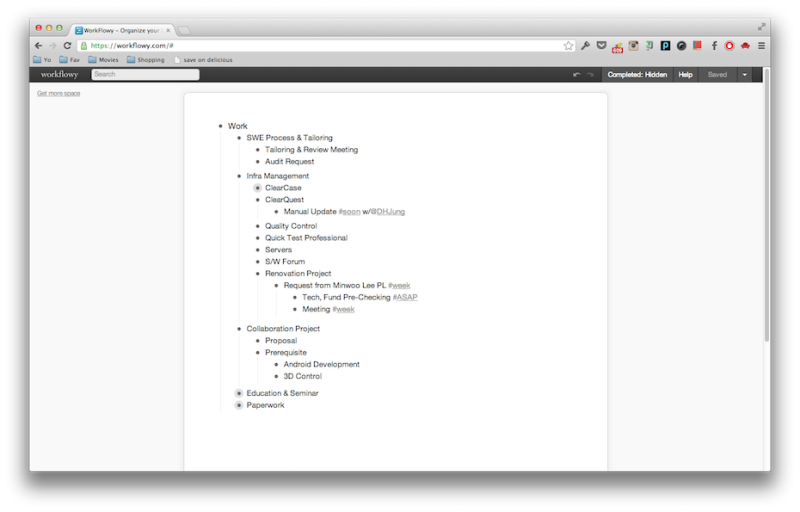 WorkFlowy – Organize your
https://workflowy.com/#
Yo
Fav
Movies
Shopping
save on delicious
workflowy
Search
Completed: Hidden
Help
Saved
Get more space
Work
SWE Process & Tailoring
Tailoring & Review Meeting
Audit Request
Infra Management
ClearCase
ClearQuest
Manual Update #soon w/@DHJung
Quality Control
Quick Test Professional
Servers
S/W Forum
Renovation Project
Request from Minwoo Lee PL #week
Tech, Fund Pre-Checking #ASAP
Meeting #week
Collaboration Project
Proposal
Prerequisite
Android Development
3D Control
Education & Seminar
Paperwork